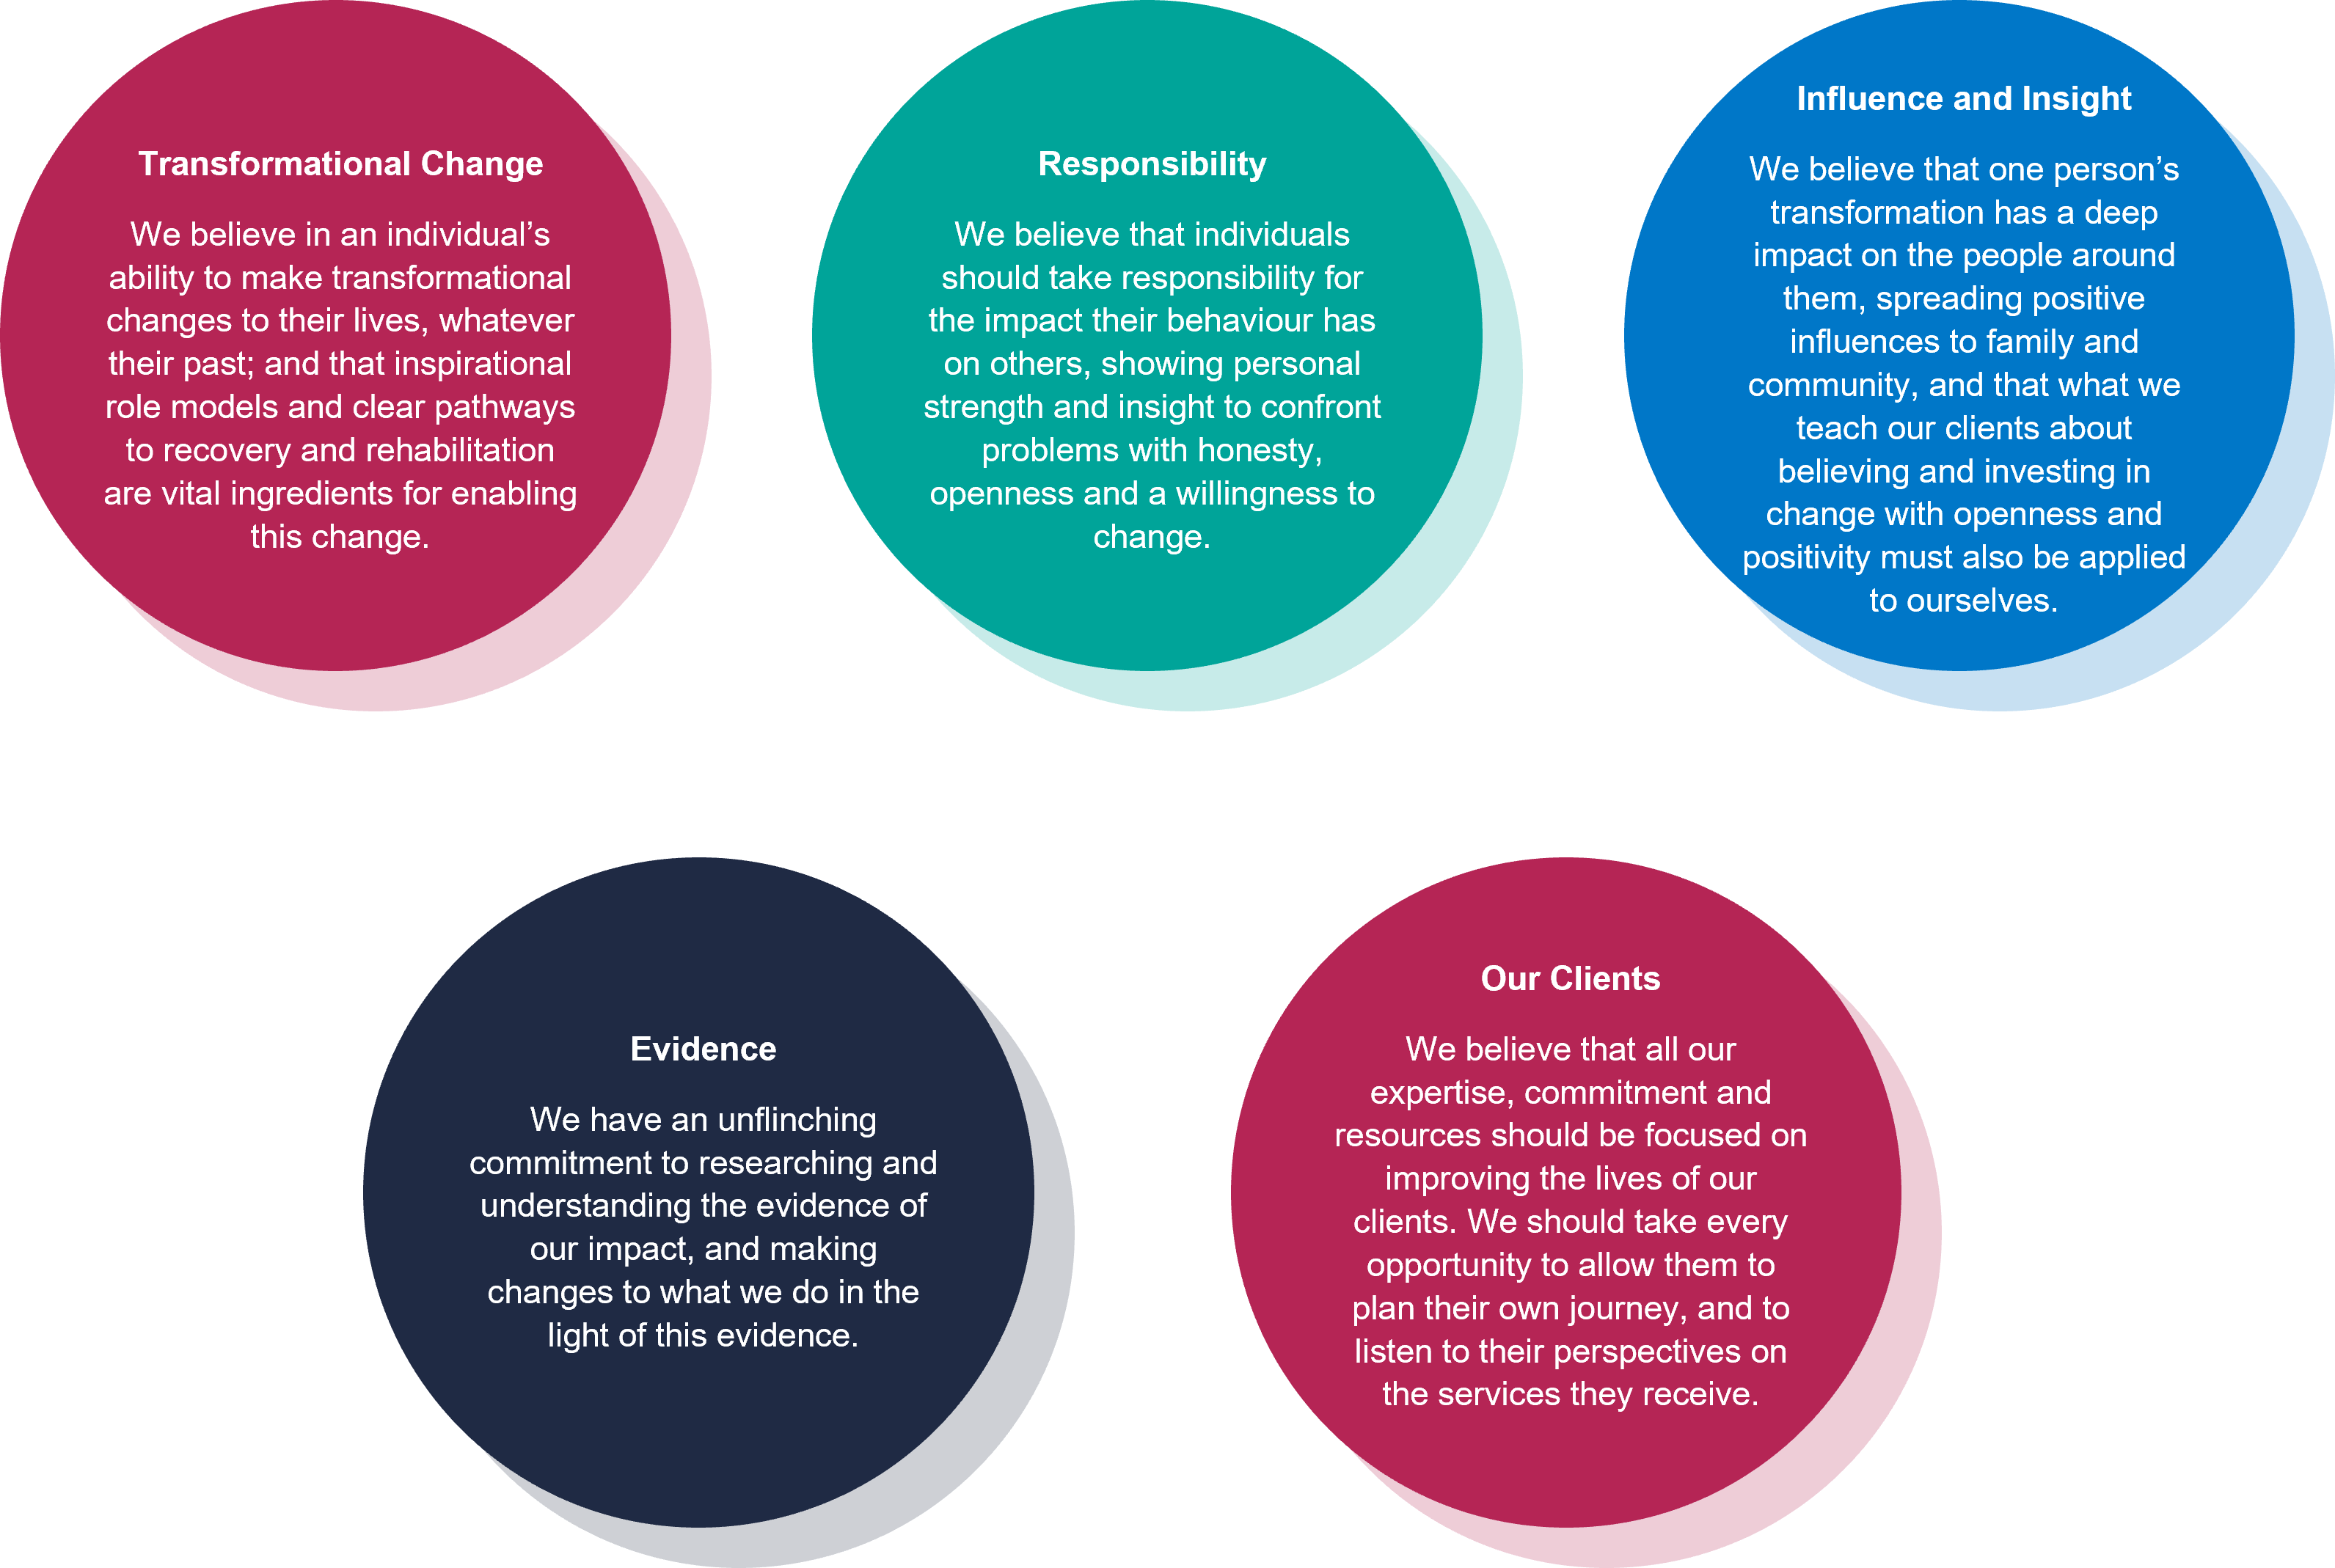 Transformational Change
We believe in an individual’s
ability to make transformational
changes to their lives, whatever
their past; and that inspirational
role models and clear pathways
to recovery and rehabilitation
are vital ingredients for enabling
this change.
Responsibility
We believe that individuals
should take responsibility for
the impact their behaviour has
on others, showing personal
strength and insight to confront
problems with honesty,
openness and a willingness to
change.
Influence and Insight
We believe that one person’s
transformation has a deep
impact on the people around
them, spreading positive
influences to family and
community, and that what we
teach our clients about
believing and investing in
change with openness and
positivity must also be applied
to ourselves.
Evidence
We have an unflinching
commitment to researching and
understanding the evidence of
our impact, and making
changes to what we do in the
light of this evidence.
Our Clients
We believe that all our
expertise, commitment and
resources should be focused on
improving the lives of our
clients. We should take every
opportunity to allow them to
plan their own journey, and to
listen to their perspectives on
the services they receive.